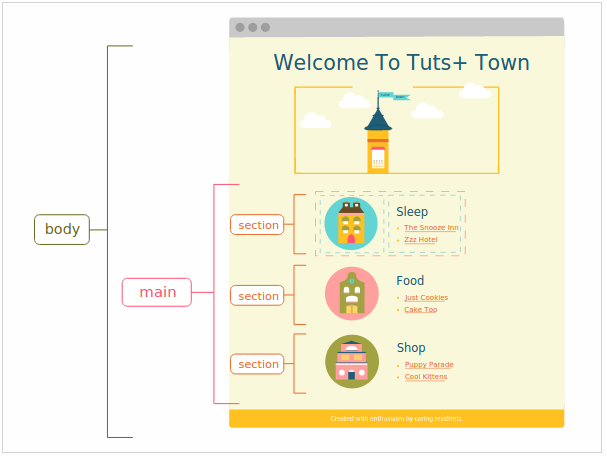 Welcome To Tuts+ Town
body
main
section
Sleep
The Snooze Inn
Zzz Hotel
section
Food
Just Cookies
Cake Too
section
Shop
Puppy Parade
Cool Kittens
Created with enthusiasm by caring residents.